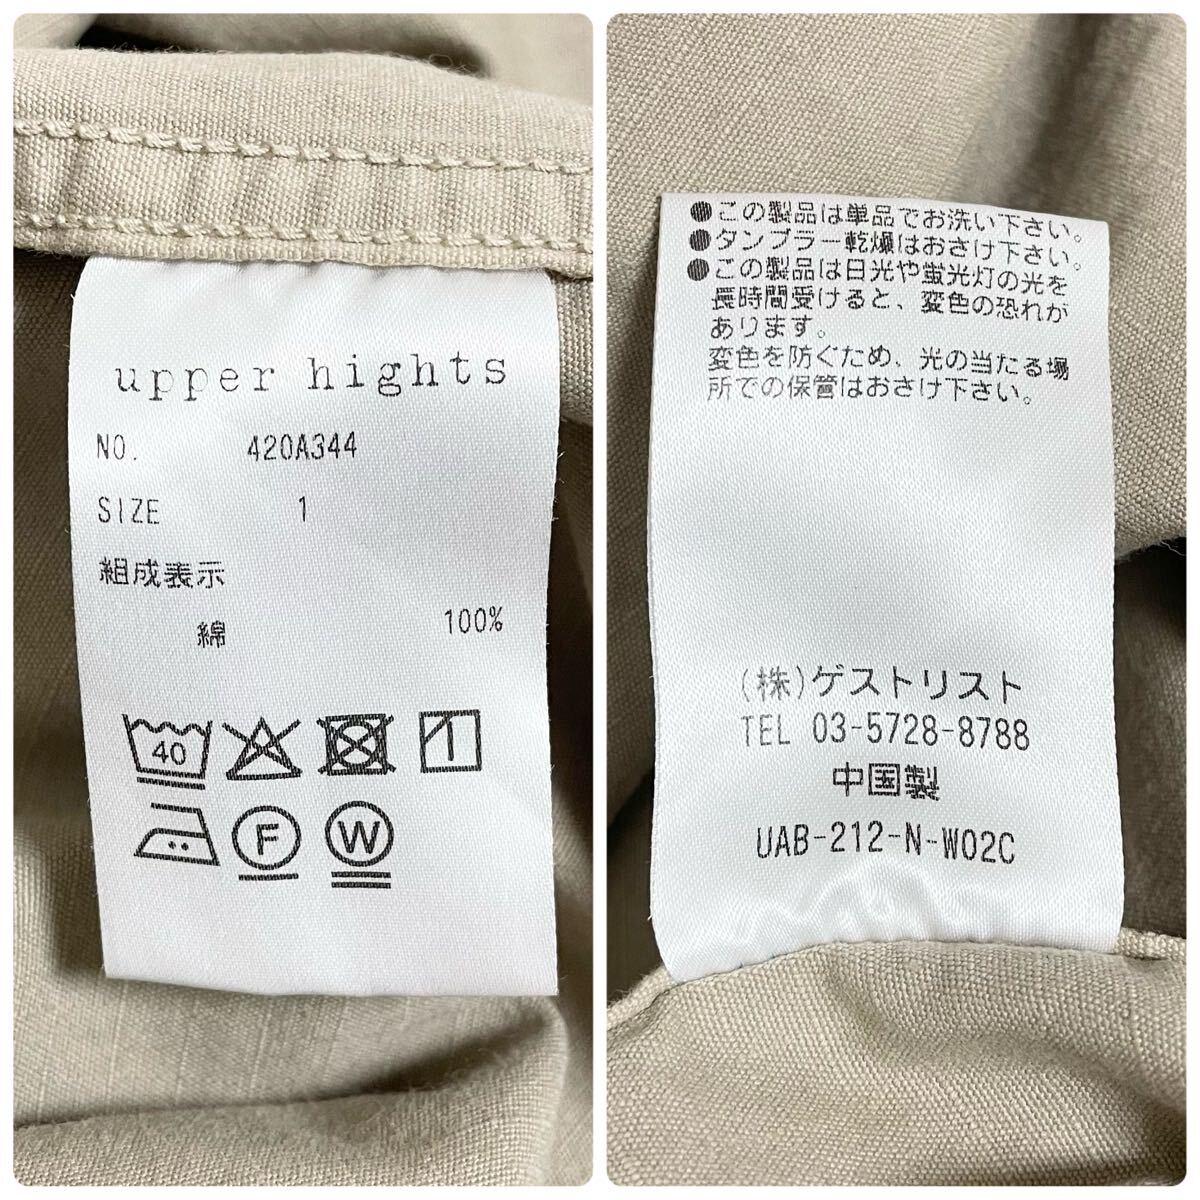 upper hights
NO. 420A344
SIZE 1
組成表示
綿 100%
40
F W
●この製品は単品でお洗い下さい。
●タンブラー乾燥はおさけ下さい。
●この製品は日光や蛍光灯の光を
長時間受けると、変色の恐れが
あります。
変色を防ぐため、光の当たる場
所での保管はおさけ下さい。
(株)ゲストリスト
TEL 03-5728-8788
中国製
UAB-212-N-W02C